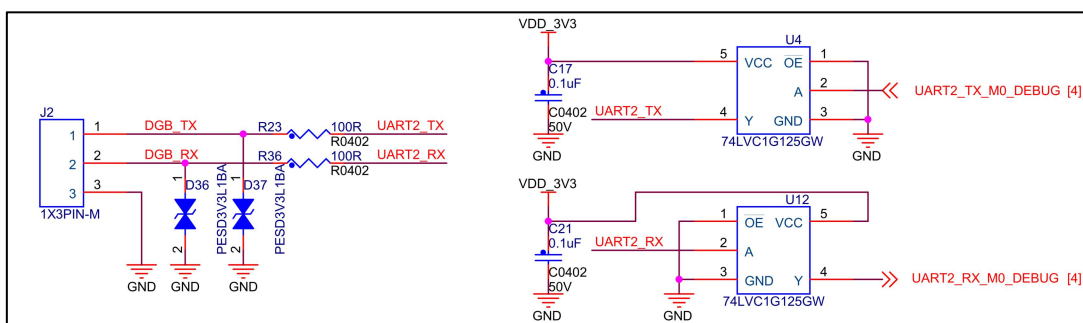 J2
1
2
3
1
2
3
1X3PIN-M
GND
DGB_TX
DGB_RX
R23
100R
R0402
UART2_TX
R36
100R
R0402
UART2_RX
1
D36
2
PESD3V3L1BA
GND
1
D37
2
PESD3V3L1BA
GND
VDD_3V3
C17
0.1uF
C0402
50V
GND
UART2_TX
U4
5
VCC
OE
1
A
2
UART2_TX_M0_DEBUG [4]
4
Y
GND
3
74LVC1G125GW
GND
VDD_3V3
C21
0.1uF
C0402
50V
GND
UART2_RX
U12
1
OE
VCC
5
2
A
3
GND
Y
4
UART2_RX_M0_DEBUG [4]
74LVC1G125GW
GND